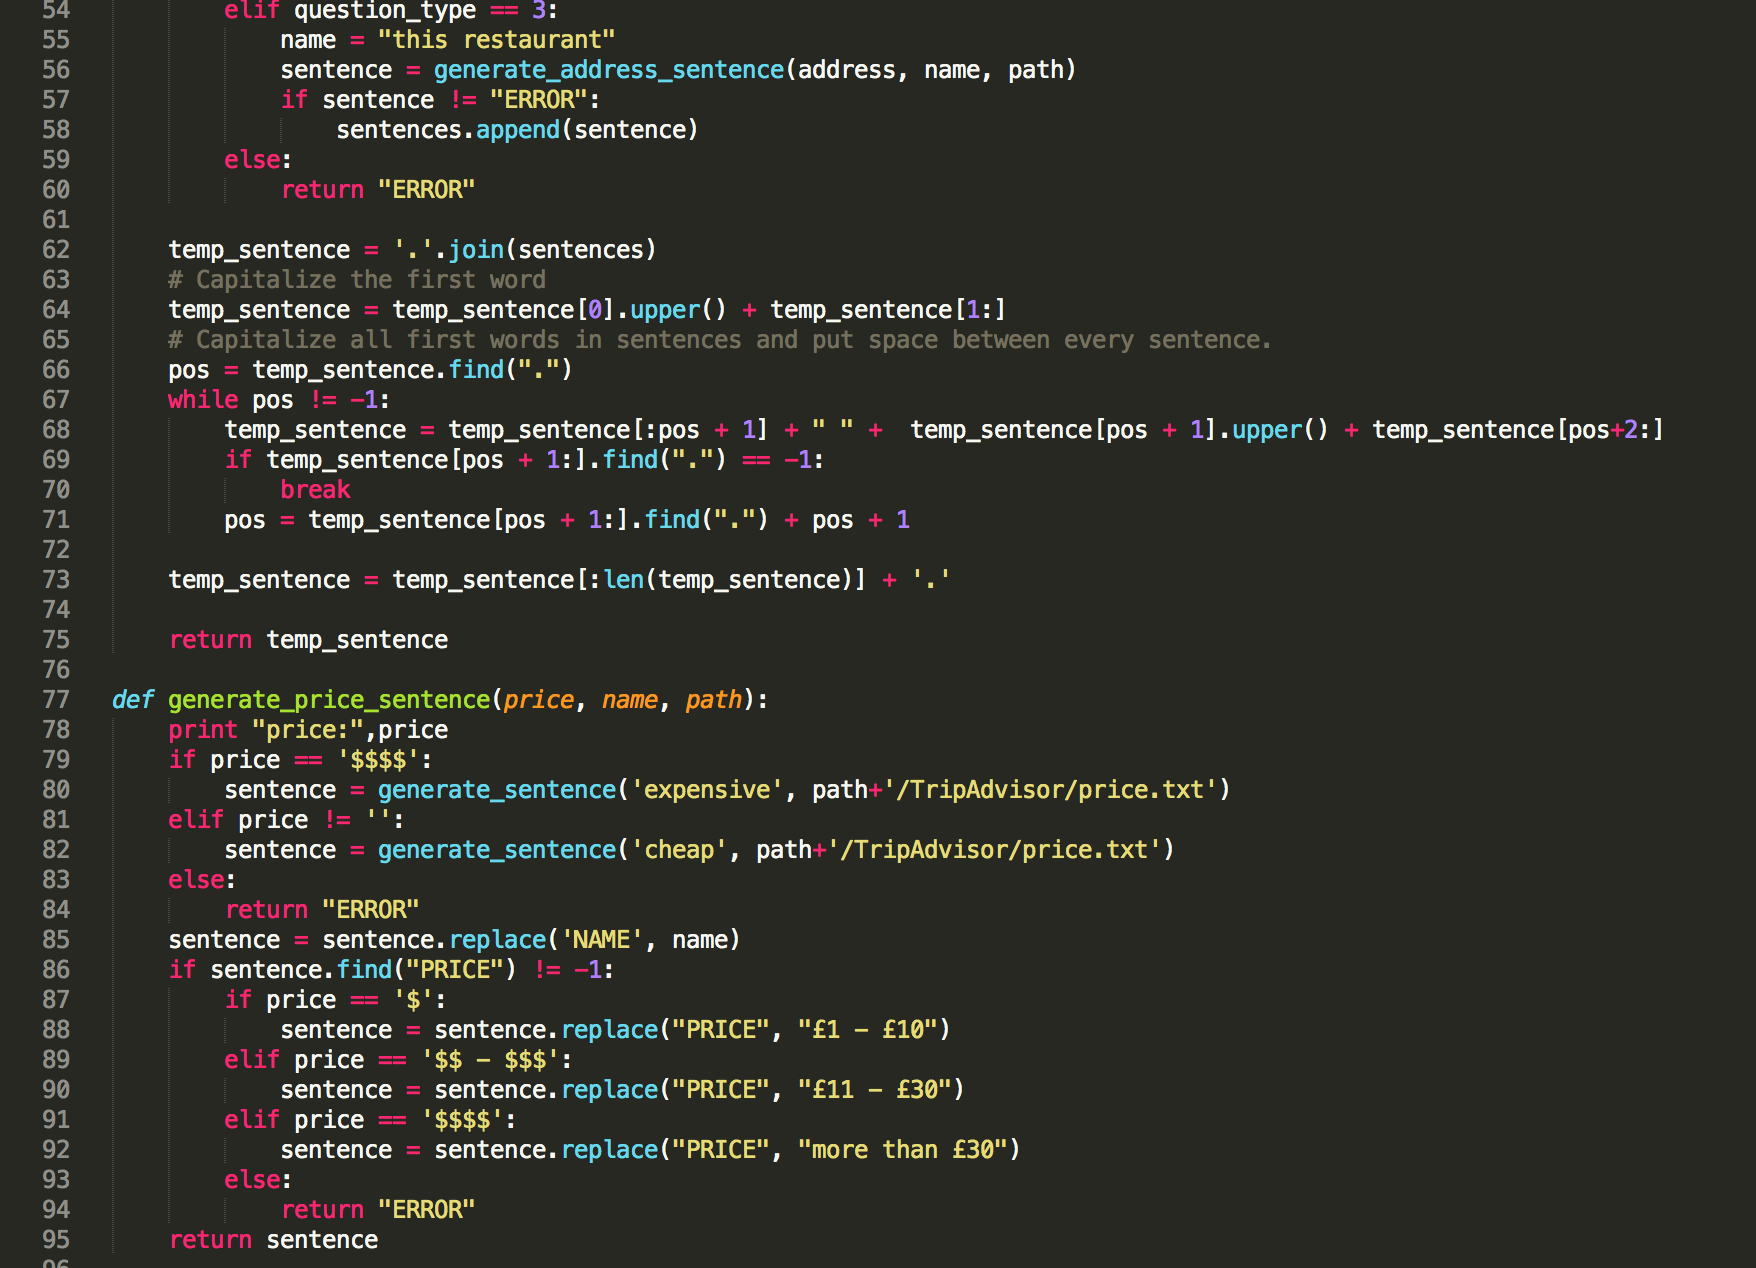 54         elif question_type == 3:
55             name = "this restaurant"
56             sentence = generate_address_sentence(address, name, path)
57             if sentence != "ERROR":
58                 sentences.append(sentence)
59         else:
60             return "ERROR"
61
62     temp_sentence = '.'.join(sentences)
63     # Capitalize the first word
64     temp_sentence = temp_sentence[0].upper() + temp_sentence[1:]
65     # Capitalize all first words in sentences and put space between every sentence.
66     pos = temp_sentence.find(".")
67     while pos != -1:
68         temp_sentence = temp_sentence[:pos + 1] + " " +  temp_sentence[pos + 1].upper() + temp_sentence[pos+2:]
69         if temp_sentence[pos + 1:].find(".") == -1:
70             break
71         pos = temp_sentence[pos + 1:].find(".") + pos + 1
72
73     temp_sentence = temp_sentence[:len(temp_sentence)] + '.'
74
75     return temp_sentence
76
77 def generate_price_sentence(price, name, path):
78     print "price:",price
79     if price == '$$$$':
80         sentence = generate_sentence('expensive', path+'/TripAdvisor/price.txt')
81     elif price != '':
82         sentence = generate_sentence('cheap', path+'/TripAdvisor/price.txt')
83     else:
84         return "ERROR"
85     sentence = sentence.replace('NAME', name)
86     if sentence.find("PRICE") != -1:
87         if price == '$':
88             sentence = sentence.replace("PRICE", "£1 - £10")
89         elif price == '$$ - $$$':
90             sentence = sentence.replace("PRICE", "£11 - £30")
91         elif price == '$$$$':
92             sentence = sentence.replace("PRICE", "more than £30")
93         else:
94             return "ERROR"
95     return sentence
96